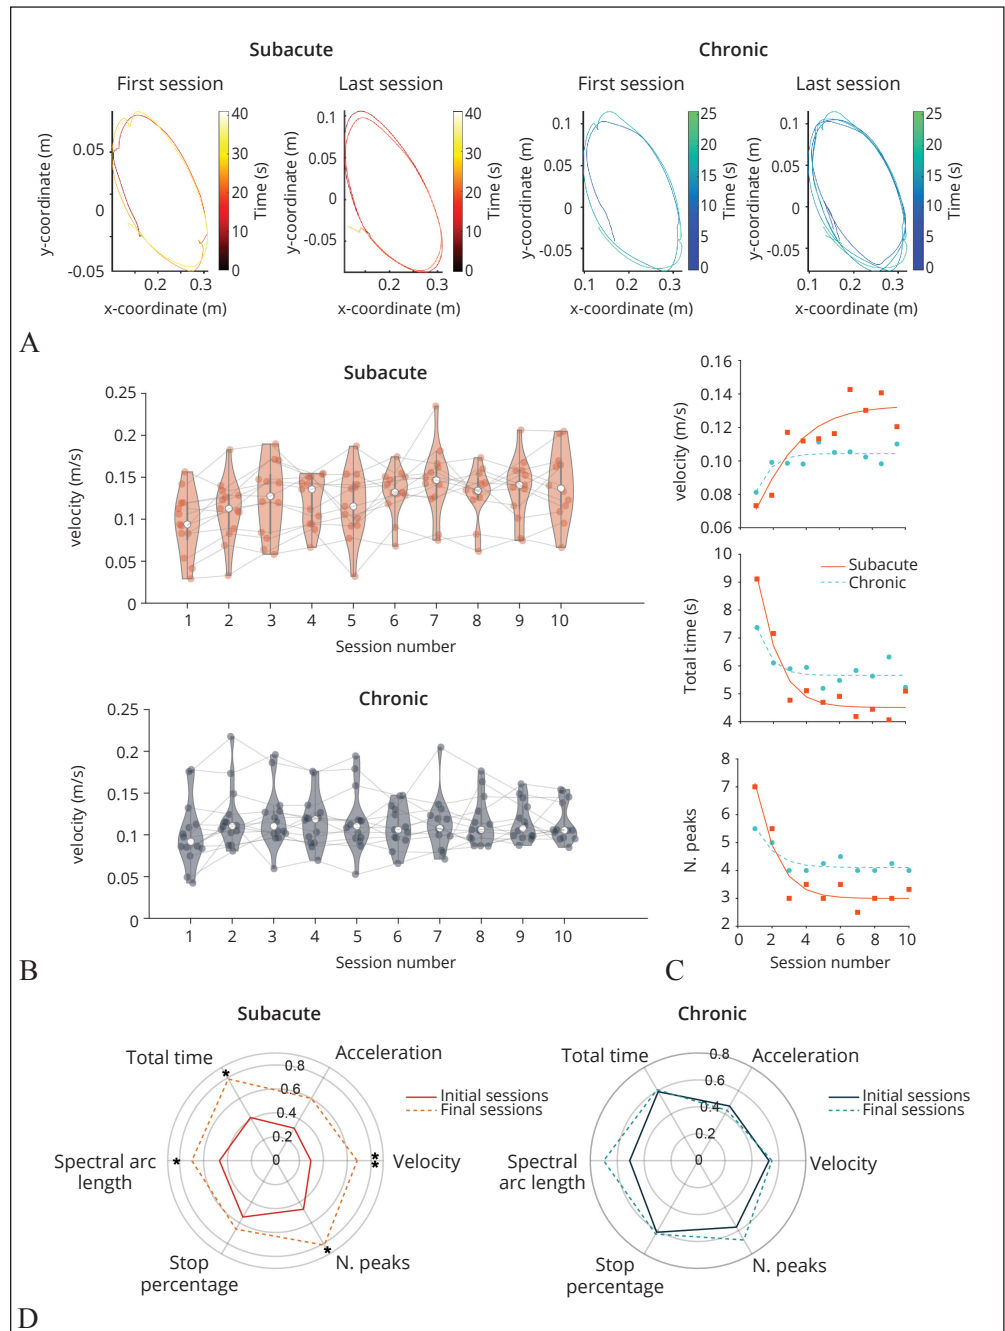 Subacute
Chronic
First session
Last session
First session
Last session
y-coordinate (m)
0.05
0
-0.05
0.2 0.3
x-coordinate (m)
40
30
20
10
0
Time (s)
y-coordinate (m)
0.1
0.05
0
-0.05
0.2 0.3
x-coordinate (m)
40
30
20
10
0
Time (s)
y-coordinate (m)
0.1
0.05
0
-0.05
0.1 0.2 0.3
x-coordinate (m)
25
20
15
10
5
0
Time (s)
y-coordinate (m)
0.1
0.05
0
-0.05
0.1 0.2 0.3
x-coordinate (m)
25
20
15
10
5
0
Time (s)
A
Subacute
velocity (m/s)
0.25
0.2
0.15
0.1
0.05
0
1 2 3 4 5 6 7 8 9 10
Session number
Chronic
velocity (m/s)
0.25
0.2
0.15
0.1
0.05
0
1 2 3 4 5 6 7 8 9 10
Session number
B
velocity (m/s)
0.16
0.14
0.12
0.10
0.08
0.06
Total time (s)
10
9
8
7
6
5
4
Subacute
Chronic
N. peaks
8
7
6
5
4
3
2
0 2 4 6 8 10
Session number
C
Subacute
Total time
*
Acceleration
0.8
0.6
0.4
0.2
0
Initial sessions
Final sessions
Spectral arc
length
*
**
Velocity
Stop
percentage
*
N. peaks
Chronic
Total time
Acceleration
0.8
0.6
0.4
0.2
0
Initial sessions
Final sessions
Spectral
arc length
Velocity
Stop
percentage
N. peaks
D